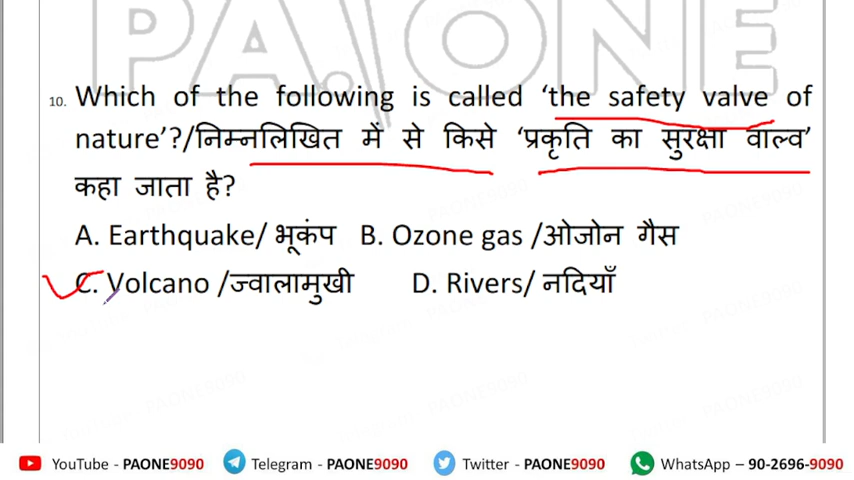 PA.ONE
10. Which of the following is called ‘the safety valve of
nature’?/निम्नलिखित में से किसे ‘प्रकृति का सुरक्षा वाल्व’
कहा जाता है?
A. Earthquake/ भूकंप B. Ozone gas /ओजोन गैस
C. Volcano /ज्वालामुखी D. Rivers/ नदियाँ
YouTube - PAONE9090 Telegram - PAONE9090 Twitter - PAONE9090 WhatsApp – 90-2696-9090